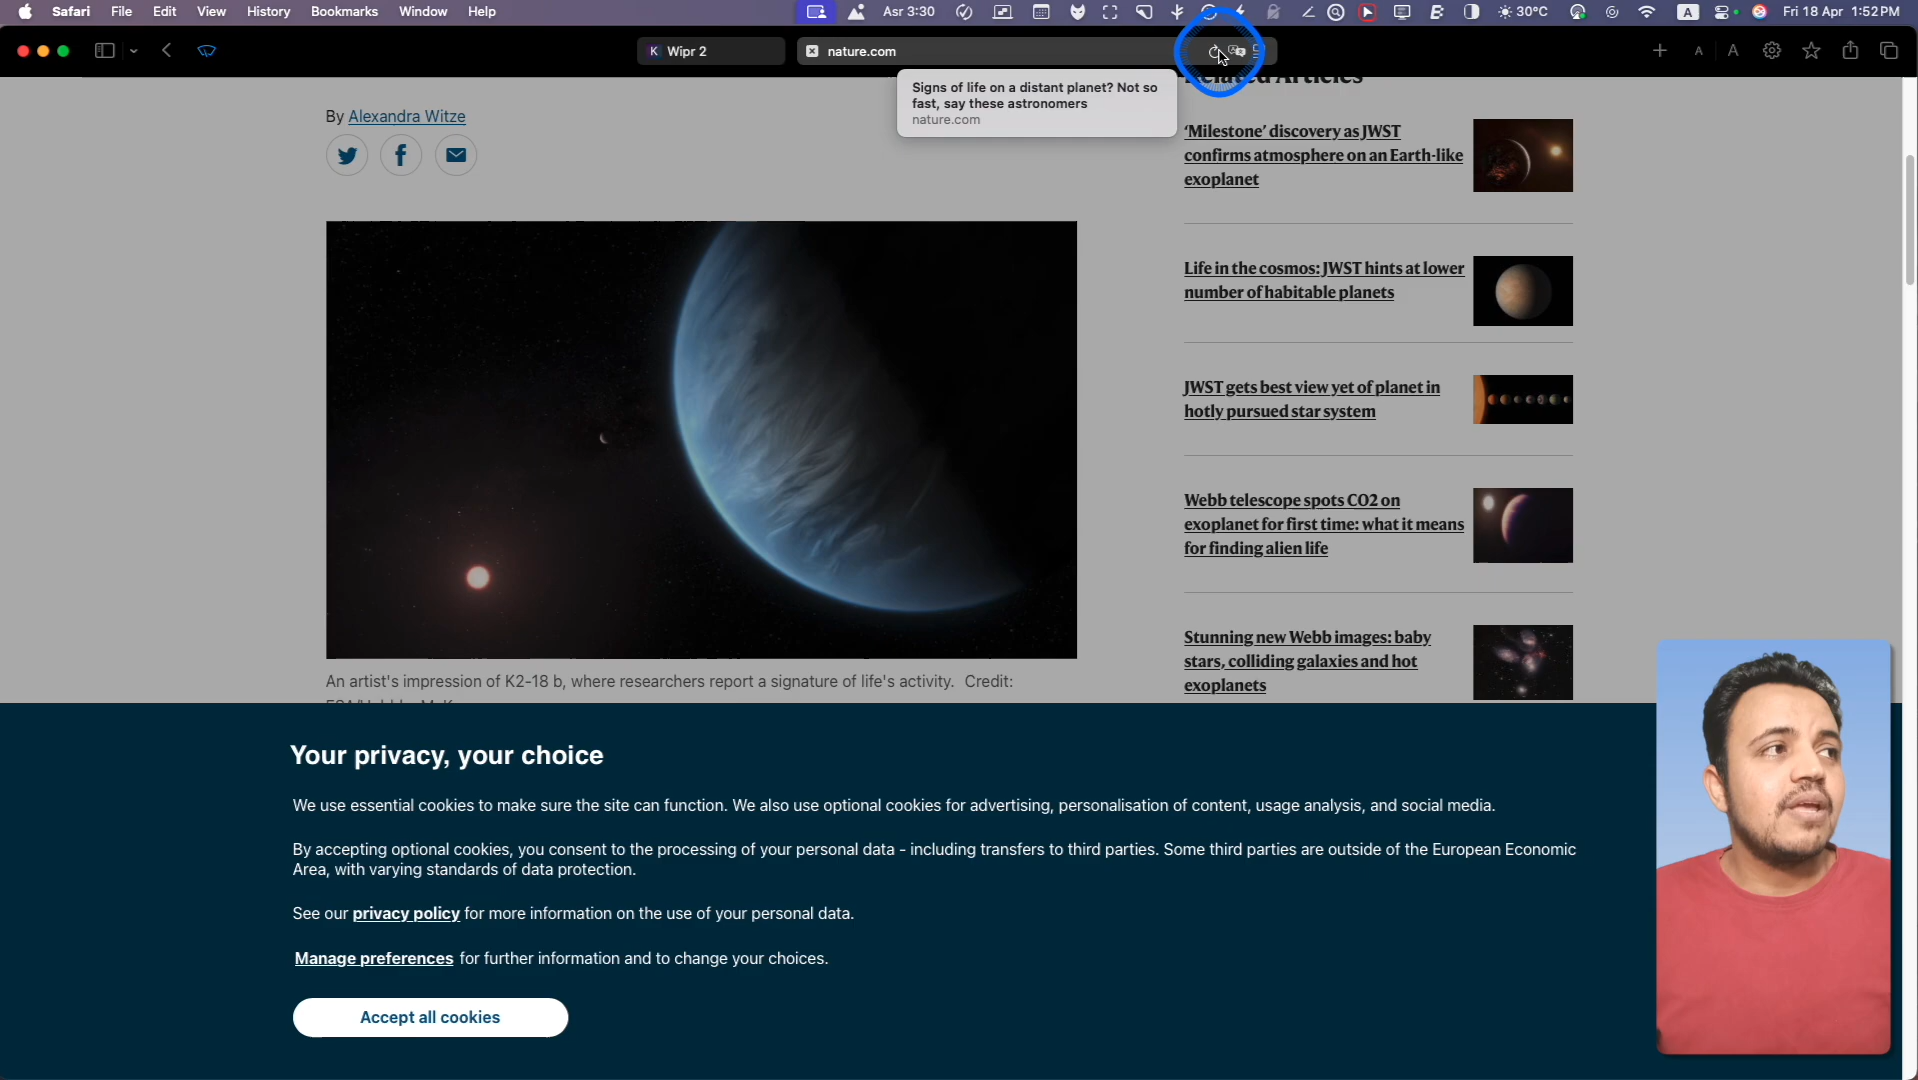 Safari File Edit View History Bookmarks Window Help Asr 3:30 30°C A Fri 18 Apr 1:52 PM
K Wipr 2 nature.com A A
Signs of life on a distant planet? Not so
fast, say these astronomers
nature.com
Related Articles
By Alexandra Witze
‘Milestone’ discovery as JWST
confirms atmosphere on an Earth-like
exoplanet
Life in the cosmos: JWST hints at lower
number of habitable planets
JWST gets best view yet of planet in
hotly pursued star system
Webb telescope spots CO2 on
exoplanet for first time: what it means
for finding alien life
Stunning new Webb images: baby
stars, colliding galaxies and hot
exoplanets
An artist's impression of K2-18 b, where researchers report a signature of life's activity. Credit:
Your privacy, your choice
We use essential cookies to make sure the site can function. We also use optional cookies for advertising, personalisation of content, usage analysis, and social media.
By accepting optional cookies, you consent to the processing of your personal data - including transfers to third parties. Some third parties are outside of the European Economic
Area, with varying standards of data protection.
See our privacy policy for more information on the use of your personal data.
Manage preferences for further information and to change your choices.
Accept all cookies